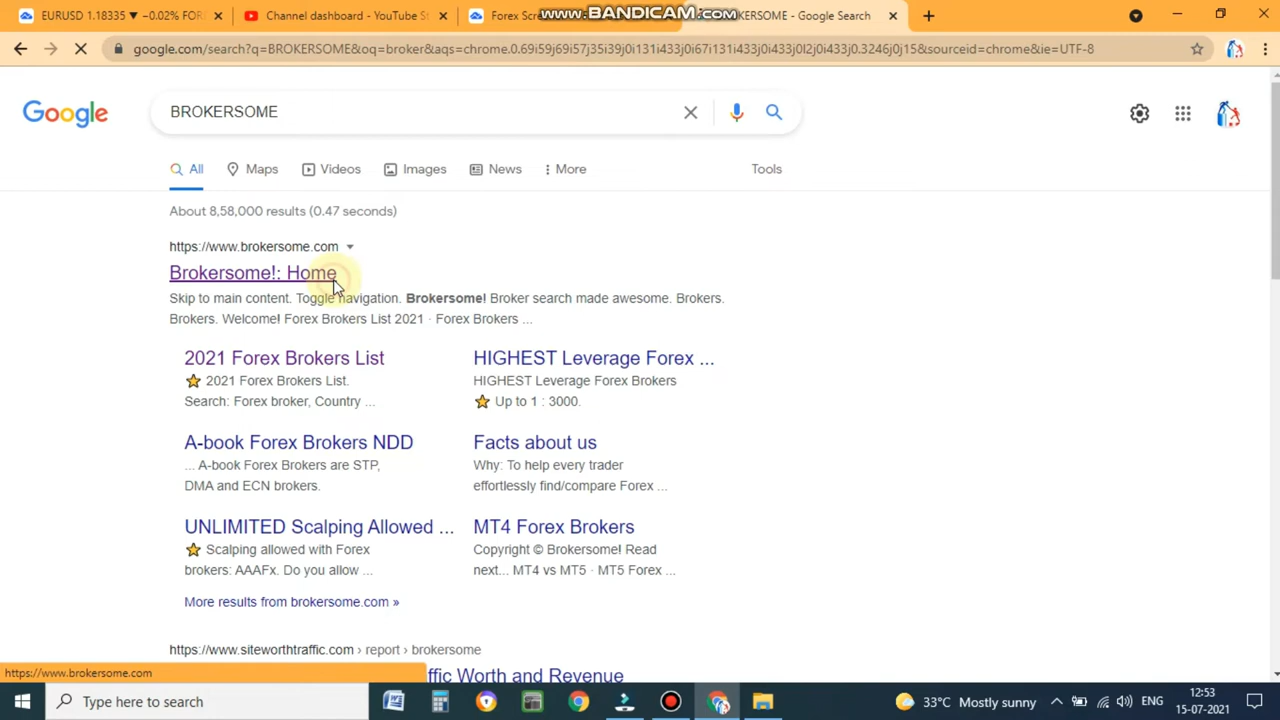 EURUSD 1.18335 ▼ −0.02% FOR
Channel dashboard - YouTube St
Forex Scr
www.BANDICAM.com
BROKERSOME - Google Search
google.com/search?q=BROKERSOME&oq=broker&aqs=chrome.0.69i59j69i57j35i39j0i131i433j0i67i131i433j0i433j0l2j0i433j0.3246j0j15&sourceid=chrome&ie=UTF-8
Google
BROKERSOME
All
Maps
Videos
Images
News
More
Tools
About 8,58,000 results (0.47 seconds)
https://www.brokersome.com
Brokersome!: Home
Skip to main content. Toggle navigation. Brokersome! Broker search made awesome. Brokers.
Brokers. Welcome! Forex Brokers List 2021 · Forex Brokers ...
2021 Forex Brokers List
2021 Forex Brokers List.
Search: Forex broker, Country ...
HIGHEST Leverage Forex ...
HIGHEST Leverage Forex Brokers
Up to 1 : 3000.
A-book Forex Brokers NDD
... A-book Forex Brokers are STP,
DMA and ECN brokers.
Facts about us
Why: To help every trader
effortlessly find/compare Forex ...
UNLIMITED Scalping Allowed ...
Scalping allowed with Forex
brokers: AAAFx. Do you allow ...
MT4 Forex Brokers
Copyright © Brokersome! Read
next... MT4 vs MT5 · MT5 Forex ...
More results from brokersome.com »
https://www.siteworthtraffic.com › report › brokersome
ffic Worth and Revenue
https://www.brokersome.com
Type here to search
33°C Mostly sunny
ENG
12:53
15-07-2021